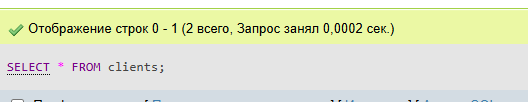 Отображение строк 0 - 1 (2 всего, Запрос занял 0,0002 сек.)
SELECT * FROM clients;